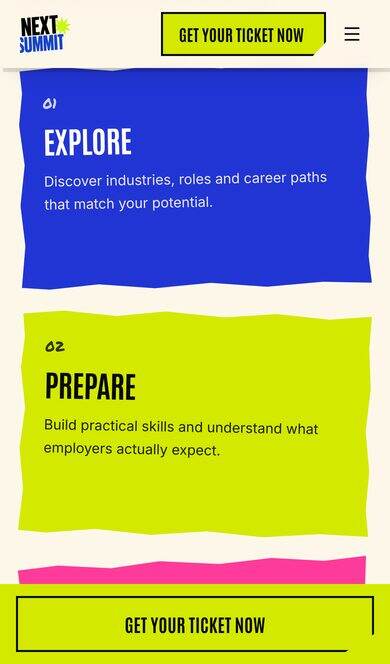 NEXT
SUMMIT
GET YOUR TICKET NOW
01
EXPLORE
Discover industries, roles and career paths
that match your potential.
02
PREPARE
Build practical skills and understand what
employers actually expect.
GET YOUR TICKET NOW